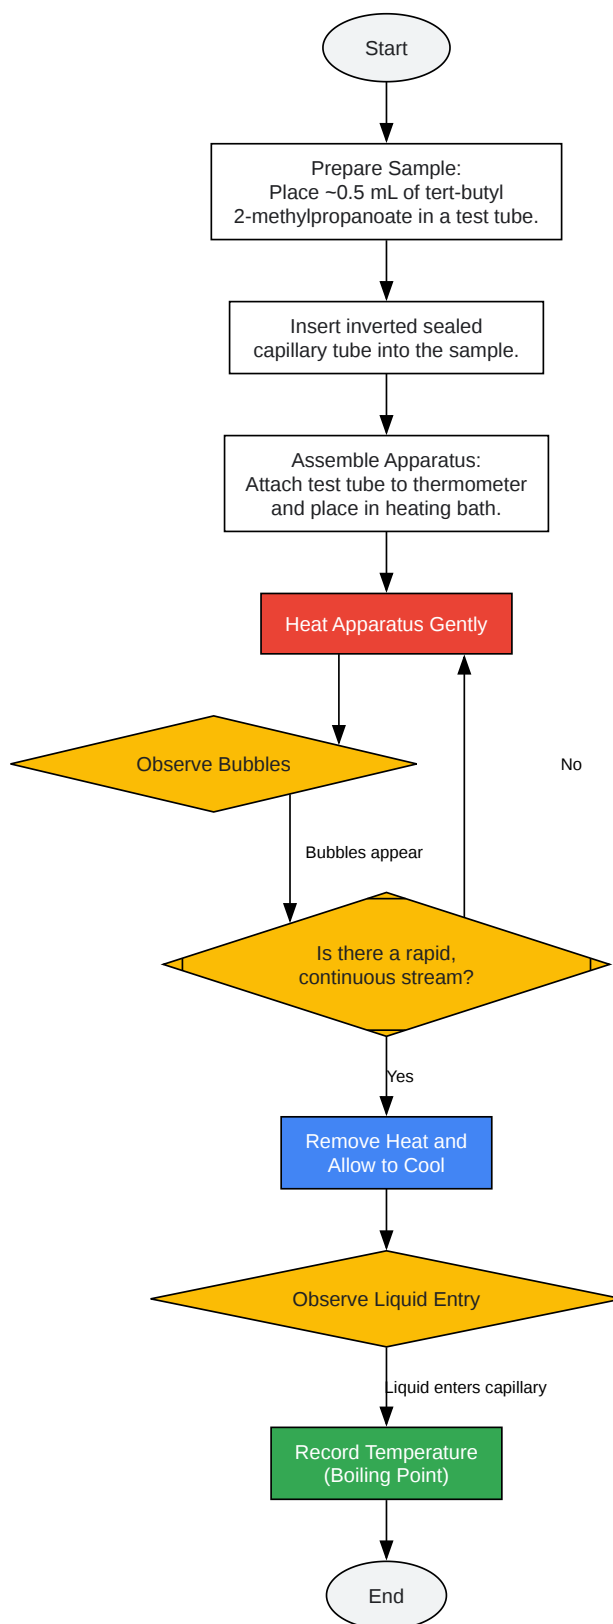 Start
Prepare Sample:
Place ~0.5 mL of tert-butyl
2-methylpropanoate in a test tube.
Insert inverted sealed
capillary tube into the sample.
Assemble Apparatus:
Attach test tube to thermometer
and place in heating bath.
Heat Apparatus Gently
Observe Bubbles
No
Bubbles appear
Is there a rapid,
continuous stream?
Yes
Remove Heat and
Allow to Cool
Observe Liquid Entry
Liquid enters capillary
Record Temperature
(Boiling Point)
End